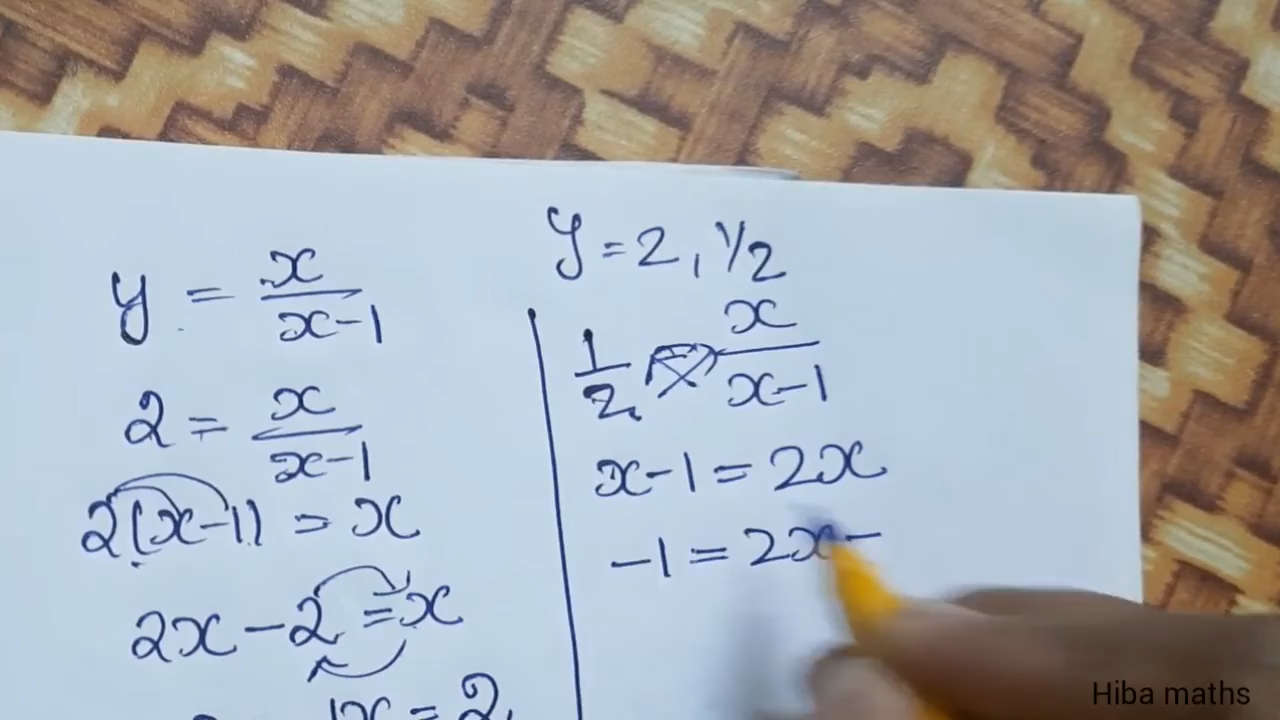 y = x/(x-1)
2 = x/(x-1)
2(x-1) = x
2x-2 = x
x = 2
y = 2, 1/2
1/2 = x/(x-1)
x-1 = 2x
-1 = 2x-
Hiba maths